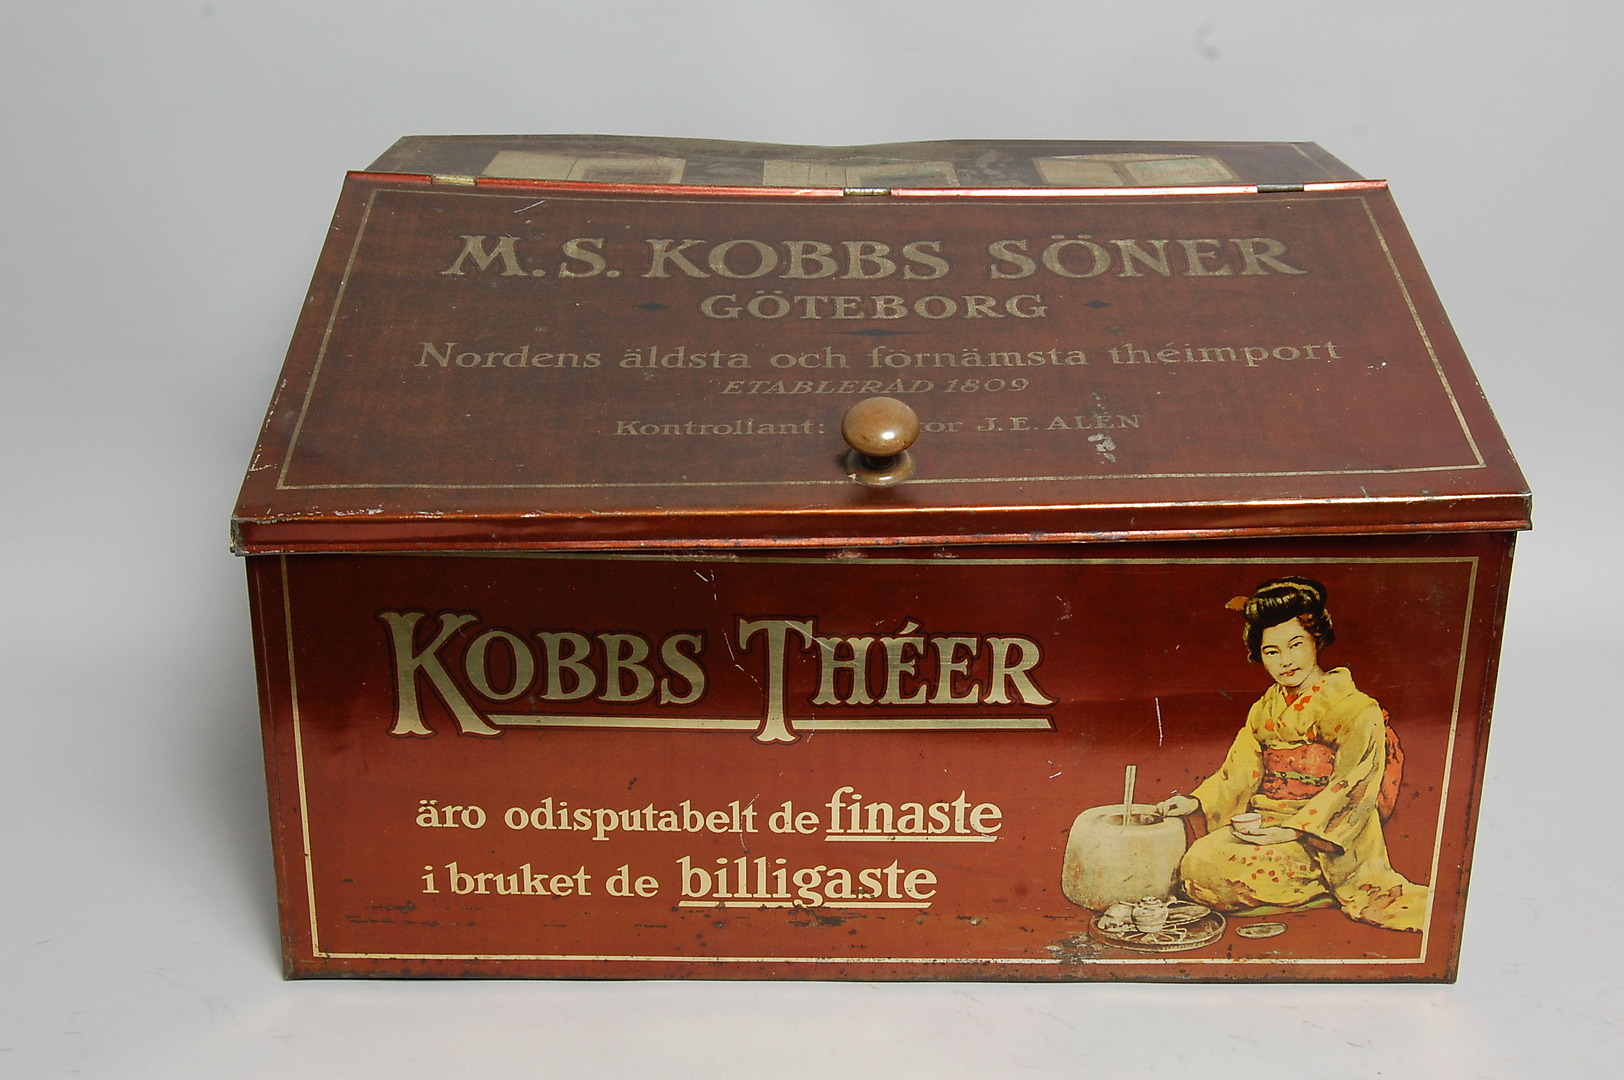 M. S. KOBBS SÖNER
GÖTEBORG
Nordens äldsta och förnämsta théimport
ETABLERAD 1809
Kontrollant: J. E. ALÉN
KOBBS THÉER
äro odisputabelt de finaste
i bruket de billigaste